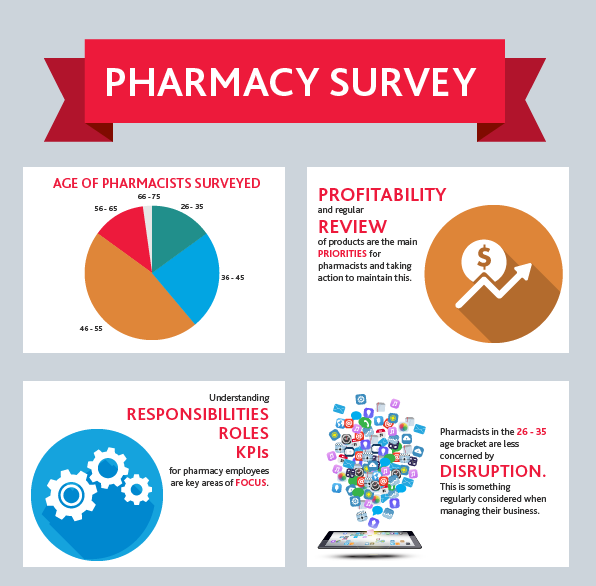 PHARMACY SURVEY
AGE OF PHARMACISTS SURVEYED
66 - 75
56 - 65
26 - 35
36 - 45
46 - 55
PROFITABILITY
and regular
REVIEW
of products are the main
PRIORITIES for
pharmacists and taking
action to maintain this.
$
Understanding
RESPONSIBILITIES
ROLES
KPIs
for pharmacy employees
are key areas of FOCUS.
Pharmacists in the 26 - 35
age bracket are less
concerned by
DISRUPTION.
This is something
regularly considered when
managing their business.